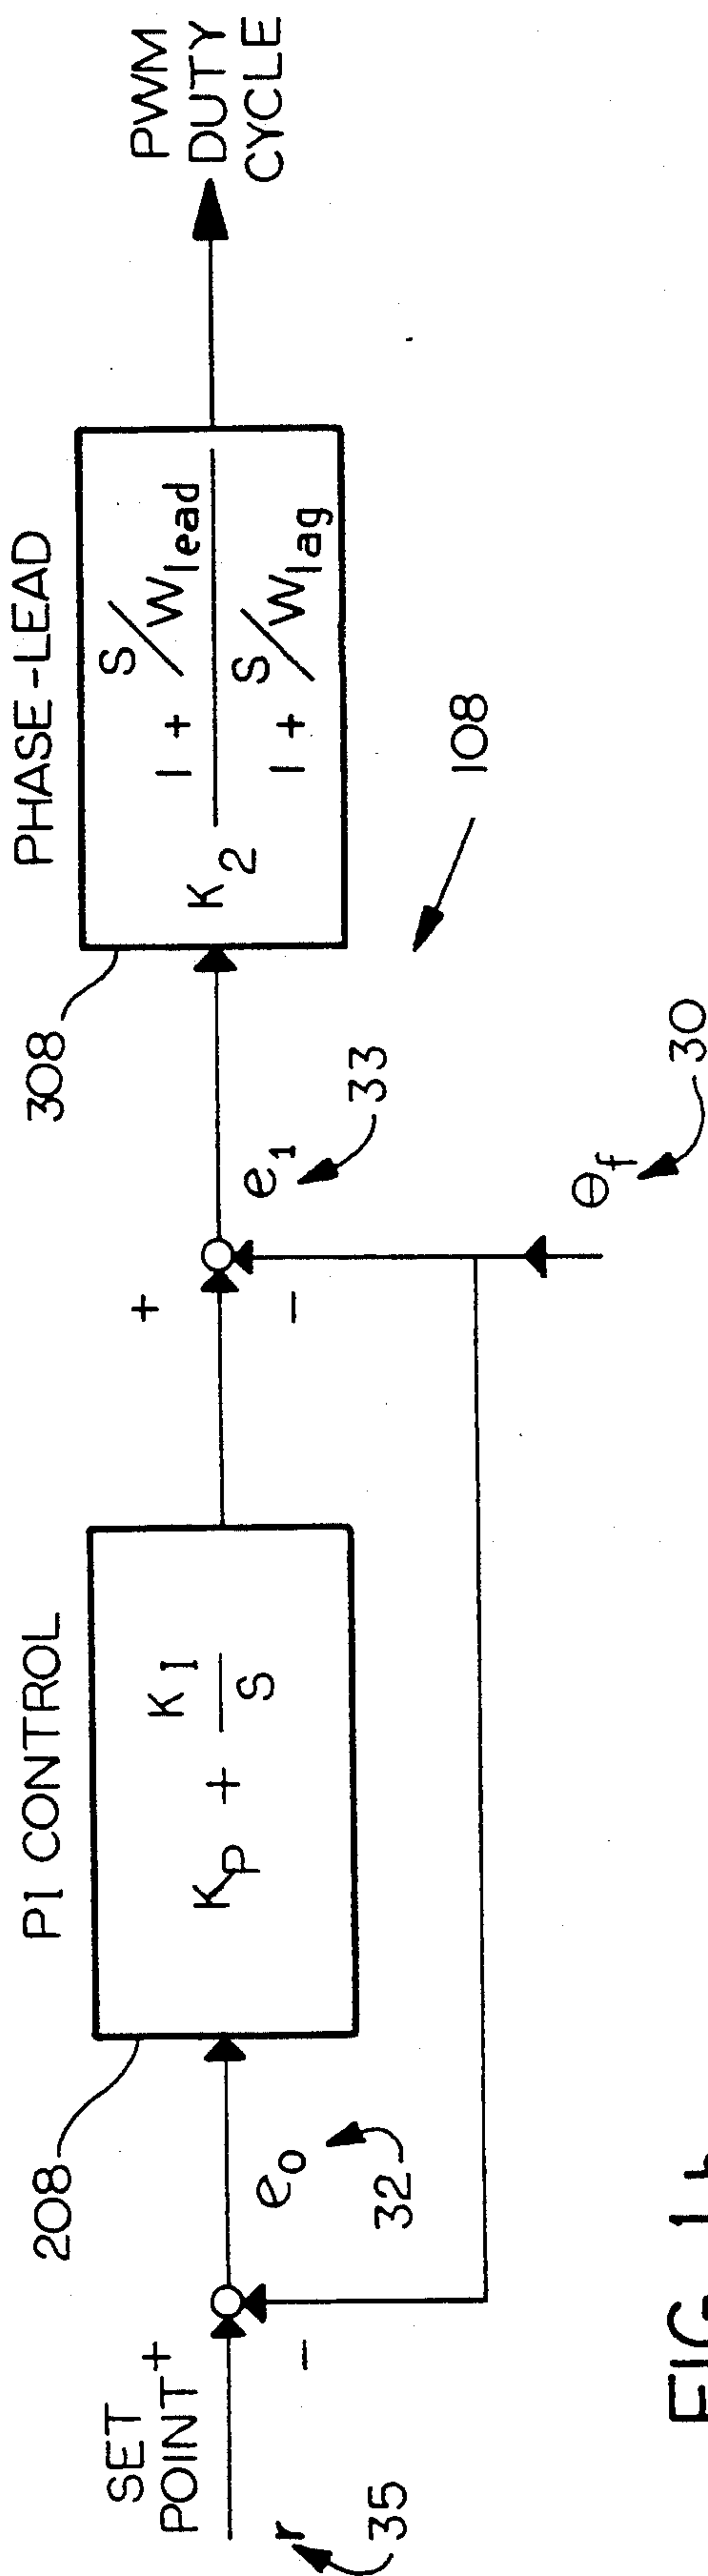 SET
POINT
+
-
r
35
e0
32
208
PI CONTROL
KP + KI
S
+
-
e1
33
θf
30
308
PHASE-LEAD
K2 1 + S/Wlead
1 + S/Wlag
108
PWM
DUTY
CYCLE
FIG. 1b